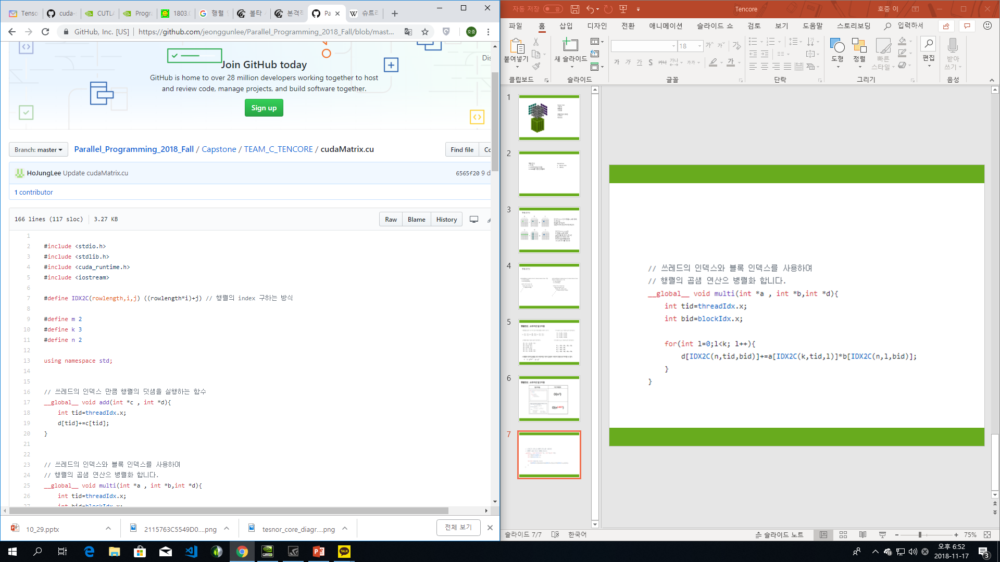 Tenso
cuda-
CUTLA
Progra
1803.0
행렬
볼타
본격적
Pa
슈트라
GitHub, Inc. [US]
https://github.com/jeonggunlee/Parallel_Programming_2018_Fall/blob/mast...
호중
Dis
Join GitHub today
GitHub is home to over 28 million developers working together to host
and review code, manage projects, and build software together.
Sign up
Branch: master
Parallel_Programming_2018_Fall / Capstone / TEAM_C_TENCORE / cudaMatrix.cu
Find file
Co
HoJungLee Update cudaMatrix.cu
6565f20 9 d
1 contributor
166 lines (117 sloc)
3.27 KB
Raw
Blame
History
1
2 #include <stdio.h>
3 #include <stdlib.h>
4 #include <cuda_runtime.h>
5 #include <iostream>
6
7 #define IDX2C(rowlength,i,j) ((rowlength*i)+j) // 행렬의 index 구하는 방식
8
9 #define m 2
10 #define k 3
11 #define n 2
12
13 using namespace std;
14
15
16 // 쓰레드의 인덱스 만큼 행렬의 덧샘을 실행하는 함수
17 __global__ void add(int *c , int *d){
18 int tid=threadIdx.x;
19 d[tid]+=c[tid];
20 }
21
22
23 // 쓰레드의 인덱스와 블록 인덱스를 사용하여
24 // 행렬의 곱샘 연산으 병렬화 합니다.
25 __global__ void multi(int *a , int *b,int *d){
26 int tid=threadIdx.x;
27 int bid=blockIdx.x;
10_29.pptx
2115763C5549D0....png
tesnor_core_diagr....png
전체 보기
자동 저장
끔
Tencore
호중 이
파일
홈
삽입
디자인
전환
애니메이션
슬라이드 쇼
검토
보기
도움말
스토리보딩
입력하세
붙여넣기
새 슬라이드
18
가 가 가 S
도형
정렬
빠른
스타일
편집
받아
쓰기
클립보드
슬라이드
글꼴
단락
그리기
음성
1
2
3
4
5
6
O(n³)
7
// 쓰레드의 인덱스와 블록 인덱스를 사용하여
// 행렬의 곱샘 연산으 병렬화 합니다.
__global__ void multi(int *a , int *b,int *d){
int tid=threadIdx.x;
int bid=blockIdx.x;
for(int l=0;l<k; l++){
d[IDX2C(n,tid,bid)]+=a[IDX2C(k,tid,l)]*b[IDX2C(n,l,bid)];
}
}
슬라이드 7/7
한국어
슬라이드 노트
75%
TALK
오후 6:52
2018-11-17
3